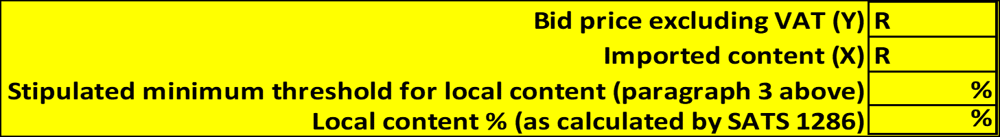 Bid price excluding VAT (Y) R
Imported content (X) R
Stipulated minimum threshold for local content (paragraph 3 above) %
Local content % (as calculated by SATS 1286) %